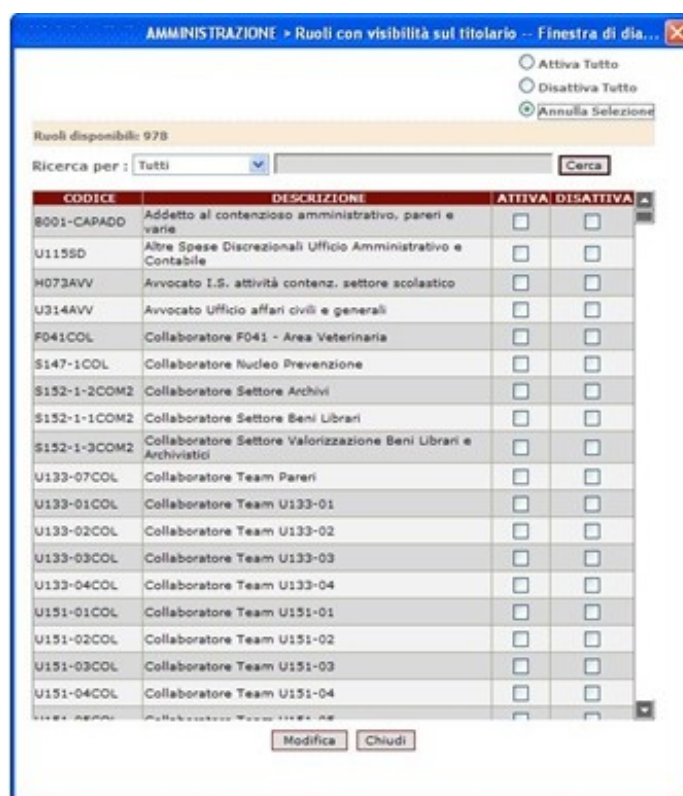 AMMINISTRAZIONE > Ruoli con visibilità sul titolario -- Finestra di dia...
Attiva Tutto
Disattiva Tutto
Annulla Selezione
Ruoli disponibili: 978
Ricerca per : Tutti Cerca
CODICE DESCRIZIONE ATTIVA DISATTIVA
B001-CAPADD Addetto al contenzioso amministrativo, pareri e
varie
U115SD Altre Spese Discrezionali Ufficio Amministrativo e
Contabile
H073AVV Avvocato I.S. attività contenz. settore scolastico
U314AVV Avvocato Ufficio affari civili e generali
F041COL Collaboratore F041 - Area Veterinaria
S147-1COL Collaboratore Nucleo Prevenzione
S152-1-2COM2 Collaboratore Settore Archivi
S152-1-1COM2 Collaboratore Settore Beni Librari
S152-1-3COM2 Collaboratore Settore Valorizzazione Beni Librari e
Archivistici
U133-07COL Collaboratore Team Pareri
U133-01COL Collaboratore Team U133-01
U133-02COL Collaboratore Team U133-02
U133-03COL Collaboratore Team U133-03
U133-04COL Collaboratore Team U133-04
U151-01COL Collaboratore Team U151-01
U151-02COL Collaboratore Team U151-02
U151-03COL Collaboratore Team U151-03
U151-04COL Collaboratore Team U151-04
Modifica Chiudi